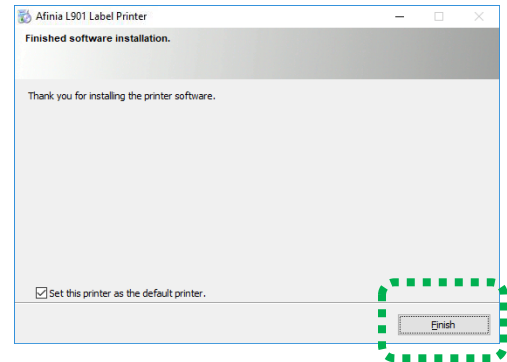 Afinia L901 Label Printer
Finished software installation.
Thank you for installing the printer software.
Set this printer as the default printer.
Finish